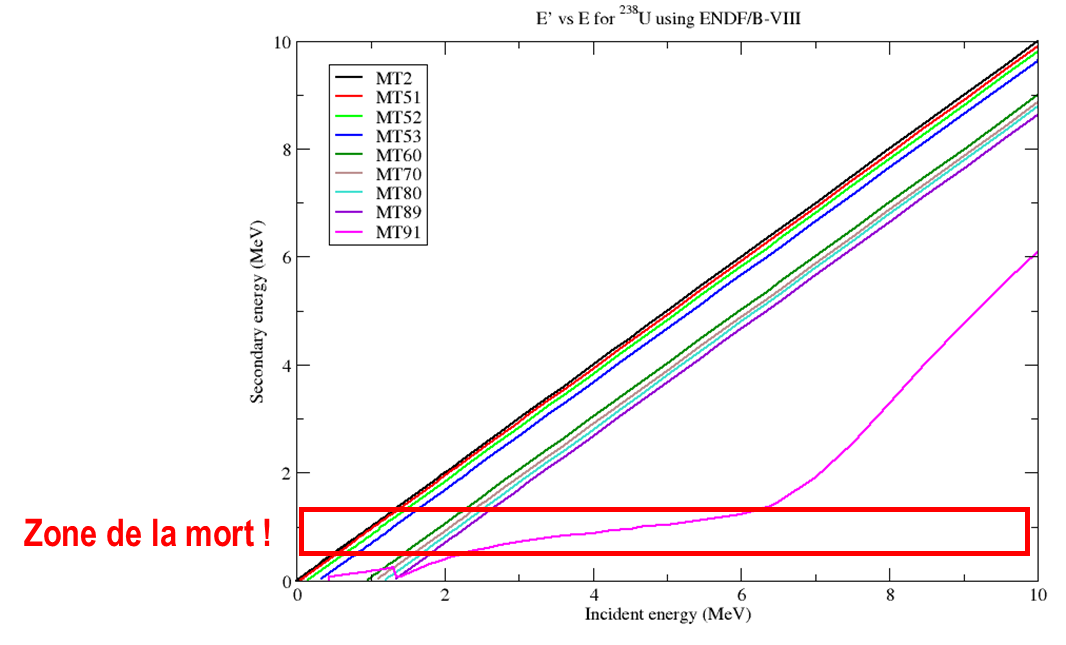 E' vs E for ²³⁸U using ENDF/B-VIII
10
8
6
4
2
0
Secondary energy (MeV)
MT2
MT51
MT52
MT53
MT60
MT70
MT80
MT89
MT91
Zone de la mort !
0 2 4 6 8 10
Incident energy (MeV)